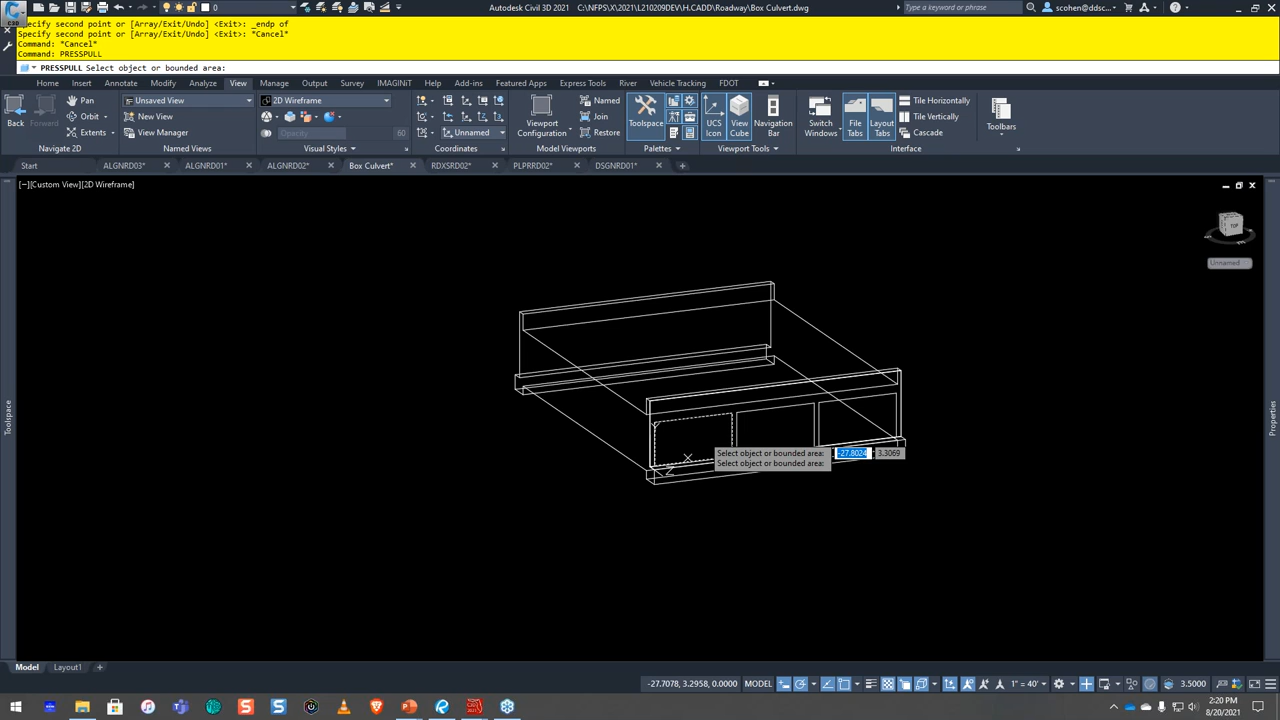 Autodesk Civil 3D 2021 C:\NFPS\X\2021\L210209DEV\H.CADD\Roadway\Box Culvert.dwg
Type a keyword or phrase
scohen@ddsc...
Specify second point or [Array/Exit/Undo] <Exit>: _endp of
Specify second point or [Array/Exit/Undo] <Exit>: *Cancel*
Command: *Cancel*
Command: PRESSPULL
PRESSPULL Select object or bounded area:
Home Insert Annotate Modify Analyze View Manage Output Survey IMAGINiT Help Add-ins Featured Apps Express Tools River Vehicle Tracking FDOT
Back Forward Pan Orbit Extents
Unsaved View New View View Manager
2D Wireframe Opacity 60
Unnamed
Viewport Configuration Named Join Restore
Toolspace
UCS Icon View Cube Navigation Bar
Switch Windows File Tabs Layout Tabs Tile Horizontally Tile Vertically Cascade
Toolbars
Navigate 2D Named Views Visual Styles Coordinates Model Viewports Palettes Viewport Tools Interface
Start ALGNRD03* ALGNRD01* ALGNRD02* Box Culvert* RDXSRD02* PLPRRD02* DSGNRD01*
[−][Custom View][2D Wireframe]
TOP
Unnamed
Toolspace
Properties
Z
Select object or bounded area: -27.8024 3.3069
Select object or bounded area:
Model Layout1
-27.7078, 3.2958, 0.0000 MODEL 1" = 40' 3.5000
2:20 PM
8/20/2021